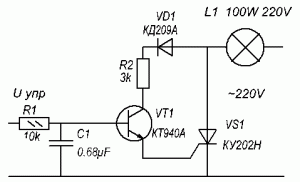 L1 100W 220V
VD1
КД209А
R2
3k
U упр
R1
10k
C1
0.68µF
VT1
КТ940А
~220V
VS1
КУ202Н